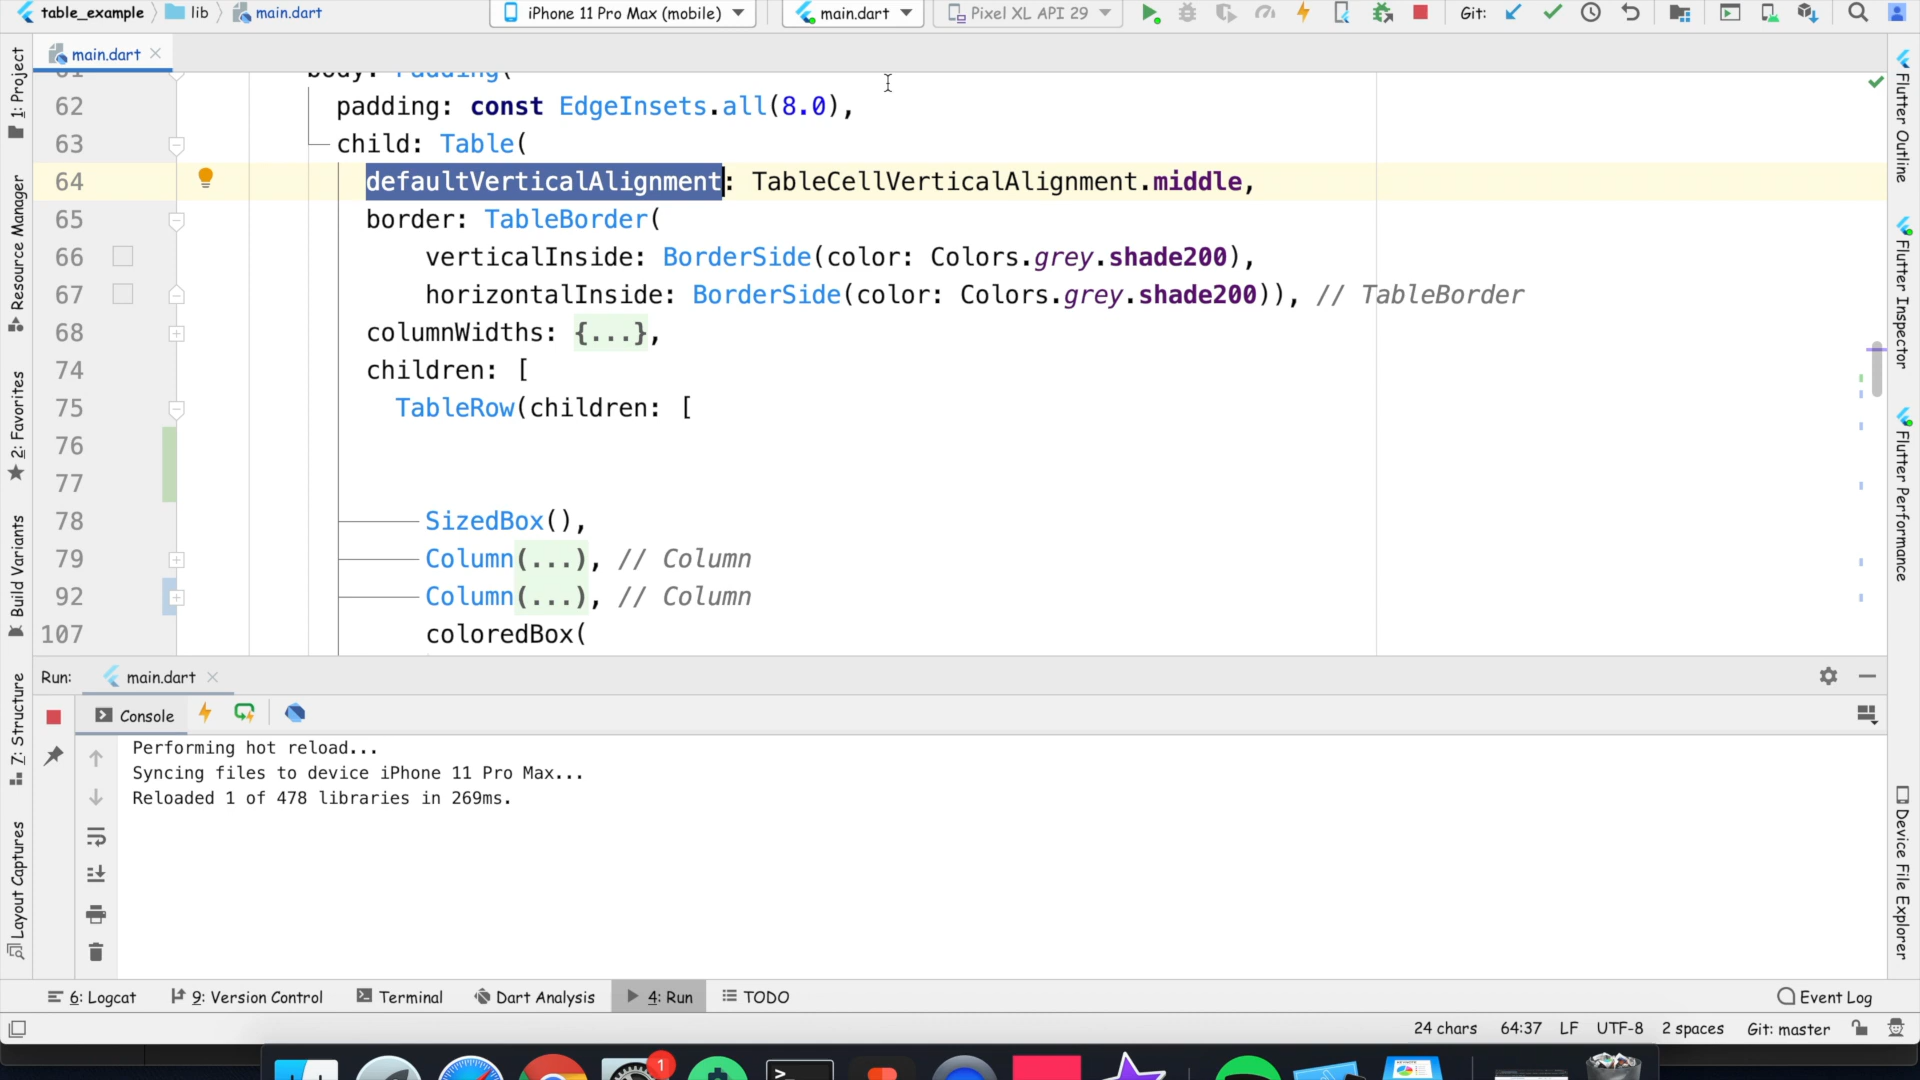 table_example lib main.dart iPhone 11 Pro Max (mobile) main.dart Pixel XL API 29 Git:
main.dart
61 body: Padding(
62 padding: const EdgeInsets.all(8.0),
63 child: Table(
64 defaultVerticalAlignment: TableCellVerticalAlignment.middle,
65 border: TableBorder(
66 verticalInside: BorderSide(color: Colors.grey.shade200),
67 horizontalInside: BorderSide(color: Colors.grey.shade200)), // TableBorder
68 columnWidths: {...},
74 children: [
75 TableRow(children: [
76
77
78 SizedBox(),
79 Column(...), // Column
92 Column(...), // Column
107 coloredBox(
1: Project
Resource Manager
2: Favorites
Build Variants
7: Structure
Layout Captures
Flutter Outline
Flutter Inspector
Flutter Performance
Device File Explorer
Run: main.dart
Console
Performing hot reload...
Syncing files to device iPhone 11 Pro Max...
Reloaded 1 of 478 libraries in 269ms.
6: Logcat 9: Version Control Terminal Dart Analysis 4: Run TODO Event Log
24 chars 64:37 LF UTF-8 2 spaces Git: master
1